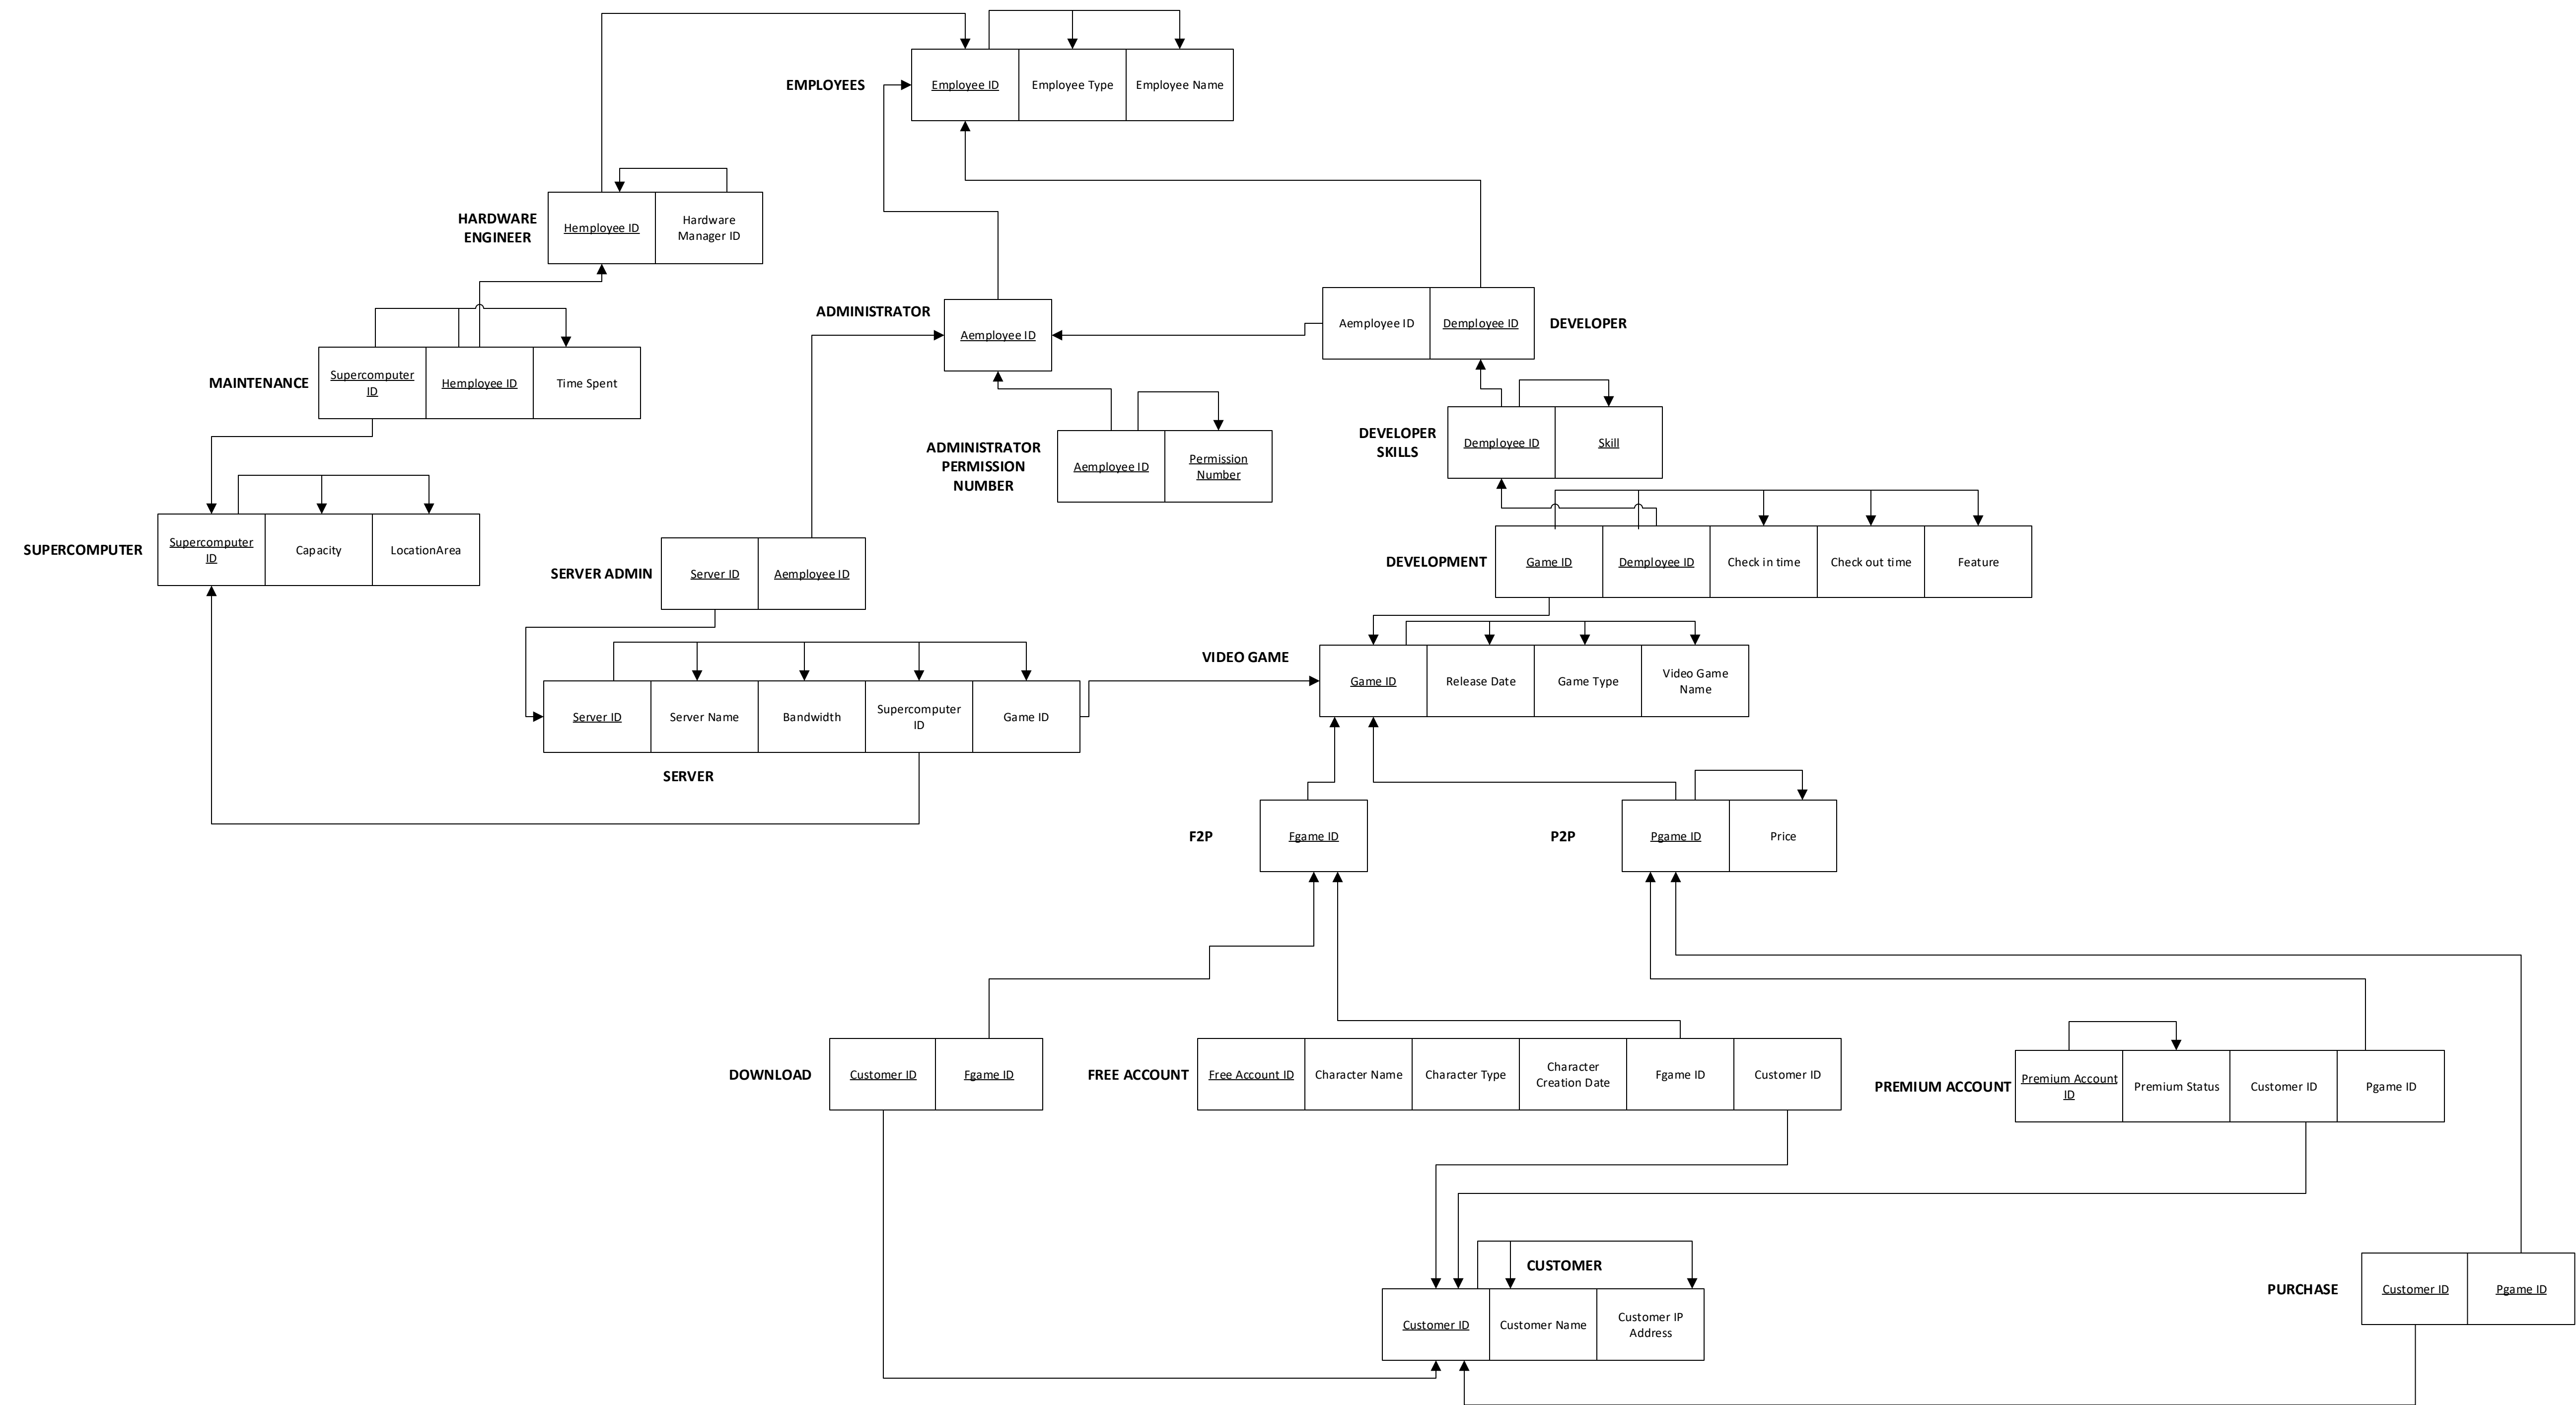 EMPLOYEES
Employee ID
Employee Type
Employee Name
HARDWARE
ENGINEER
Hemployee ID
Hardware
Manager ID
ADMINISTRATOR
Aemployee ID
Aemployee ID
Demployee ID
DEVELOPER
MAINTENANCE
Supercomputer
ID
Hemployee ID
Time Spent
ADMINISTRATOR
PERMISSION
NUMBER
Aemployee ID
Permission
Number
DEVELOPER
SKILLS
Demployee ID
Skill
SUPERCOMPUTER
Supercomputer
ID
Capacity
LocationArea
SERVER ADMIN
Server ID
Aemployee ID
DEVELOPMENT
Game ID
Demployee ID
Check in time
Check out time
Feature
VIDEO GAME
Game ID
Release Date
Game Type
Video Game
Name
Server ID
Server Name
Bandwidth
Supercomputer
ID
Game ID
SERVER
F2P
Fgame ID
P2P
Pgame ID
Price
DOWNLOAD
Customer ID
Fgame ID
FREE ACCOUNT
Free Account ID
Character Name
Character Type
Character
Creation Date
Fgame ID
Customer ID
PREMIUM ACCOUNT
Premium Account
ID
Premium Status
Customer ID
Pgame ID
CUSTOMER
Customer ID
Customer Name
Customer IP
Address
PURCHASE
Customer ID
Pgame ID